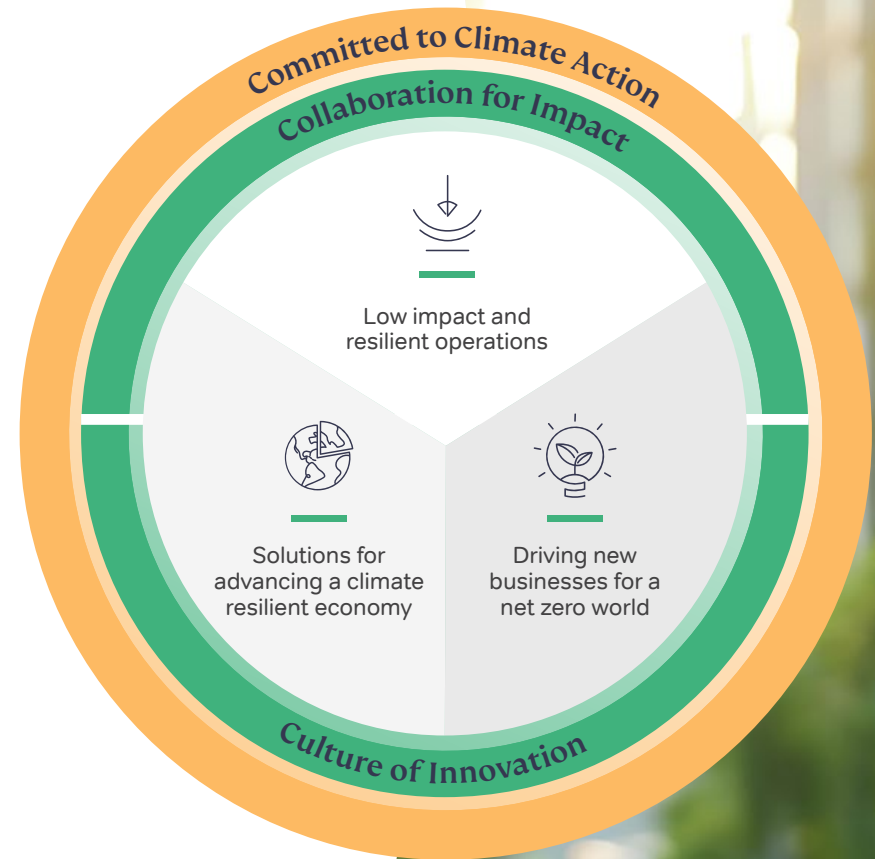 Committed to Climate Action
Collaboration for Impact
Low impact and
resilient operations
Solutions for
advancing a climate
resilient economy
Driving new
businesses for a
net zero world
Culture of Innovation